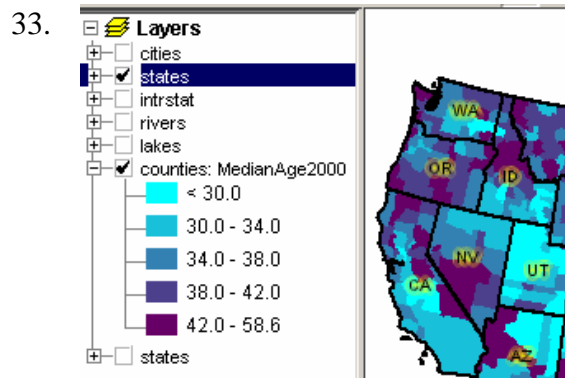 33.
Layers
cities
states
intrstat
rivers
lakes
counties: MedianAge2000
< 30.0
30.0 - 34.0
34.0 - 38.0
38.0 - 42.0
42.0 - 58.6
states
WA
OR
ID
NV
UT
CA
AZ